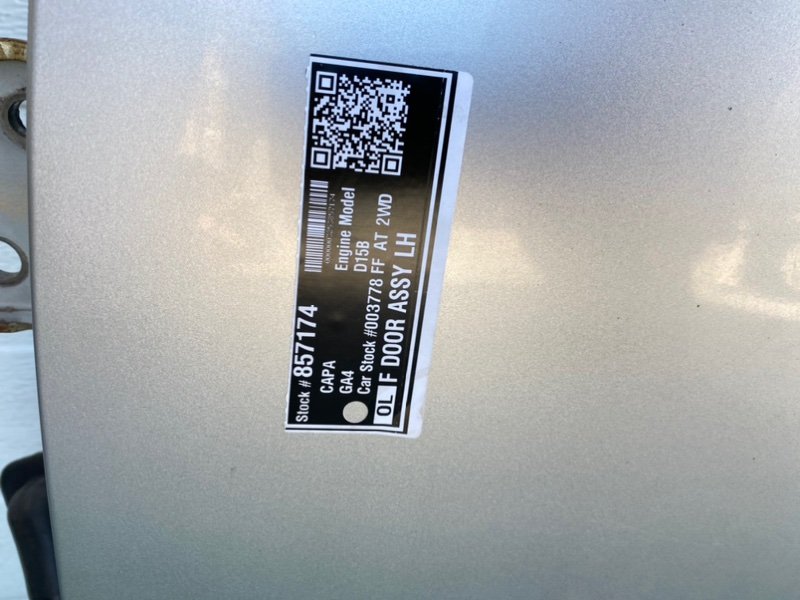 Stock # 857174
CAPA
GA4
Engine Model
D15B
Car Stock #003778 FF AT 2WD
OL F DOOR ASSY LH